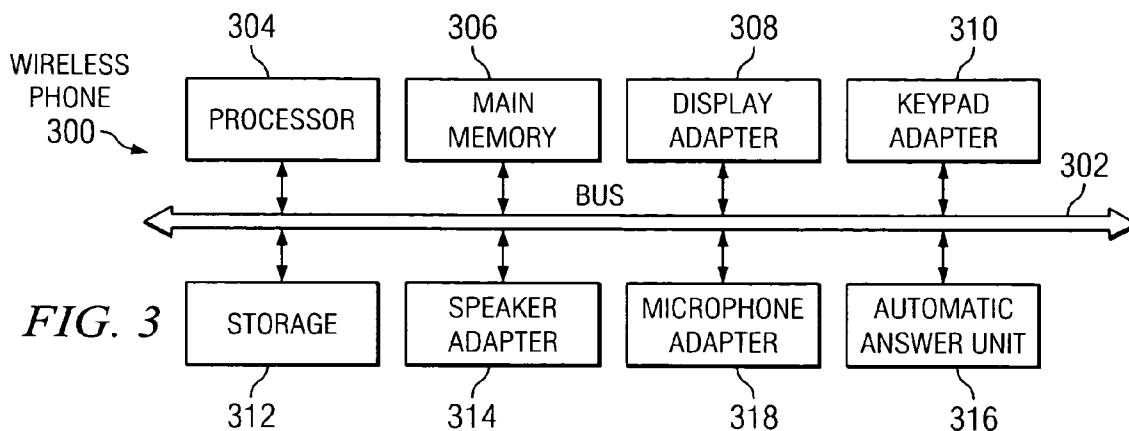 304
306
308
310
WIRELESS
PHONE
300
PROCESSOR
MAIN
MEMORY
DISPLAY
ADAPTER
KEYPAD
ADAPTER
BUS
302
FIG. 3
STORAGE
SPEAKER
ADAPTER
MICROPHONE
ADAPTER
AUTOMATIC
ANSWER UNIT
312
314
318
316